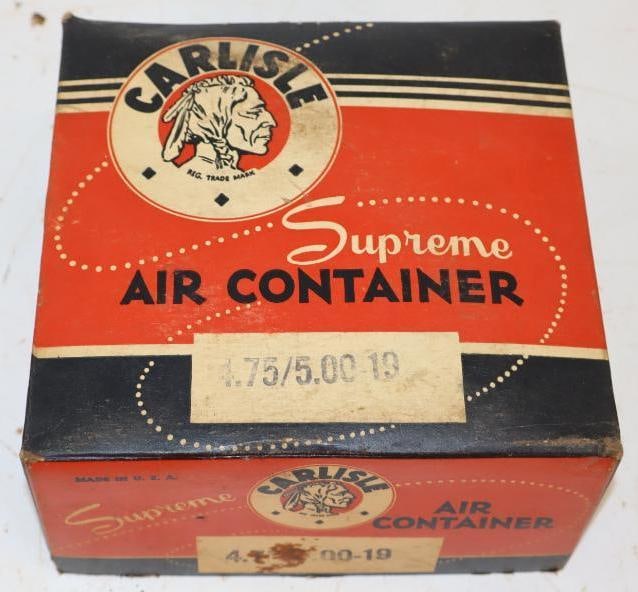 CARLISLE
REG. TRADE MARK
Supreme
AIR CONTAINER
4.75/5.00-19
MADE IN U.S.A.
CARLISLE
Supreme
AIR
CONTAINER